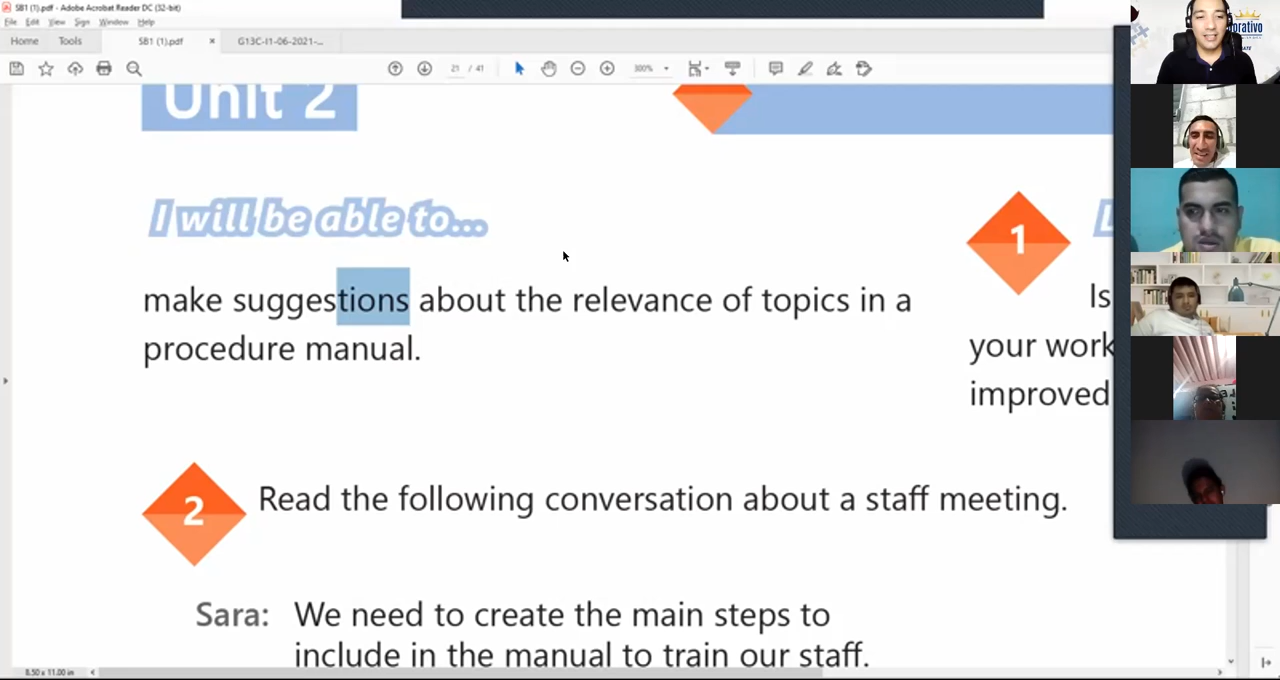 SB1 (1).pdf - Adobe Acrobat Reader DC (32-bit)
File Edit View Sign Window Help
Home Tools SB1 (1).pdf × G13C-I1-06-2021-...
21 / 41 300%
Unit 2
I will be able to...
make suggestions about the relevance of topics in a
procedure manual.
1
Is
your work
improved
2
Read the following conversation about a staff meeting.
Sara: We need to create the main steps to
include in the manual to train our staff.
8.50 x 11.00 in
orativo